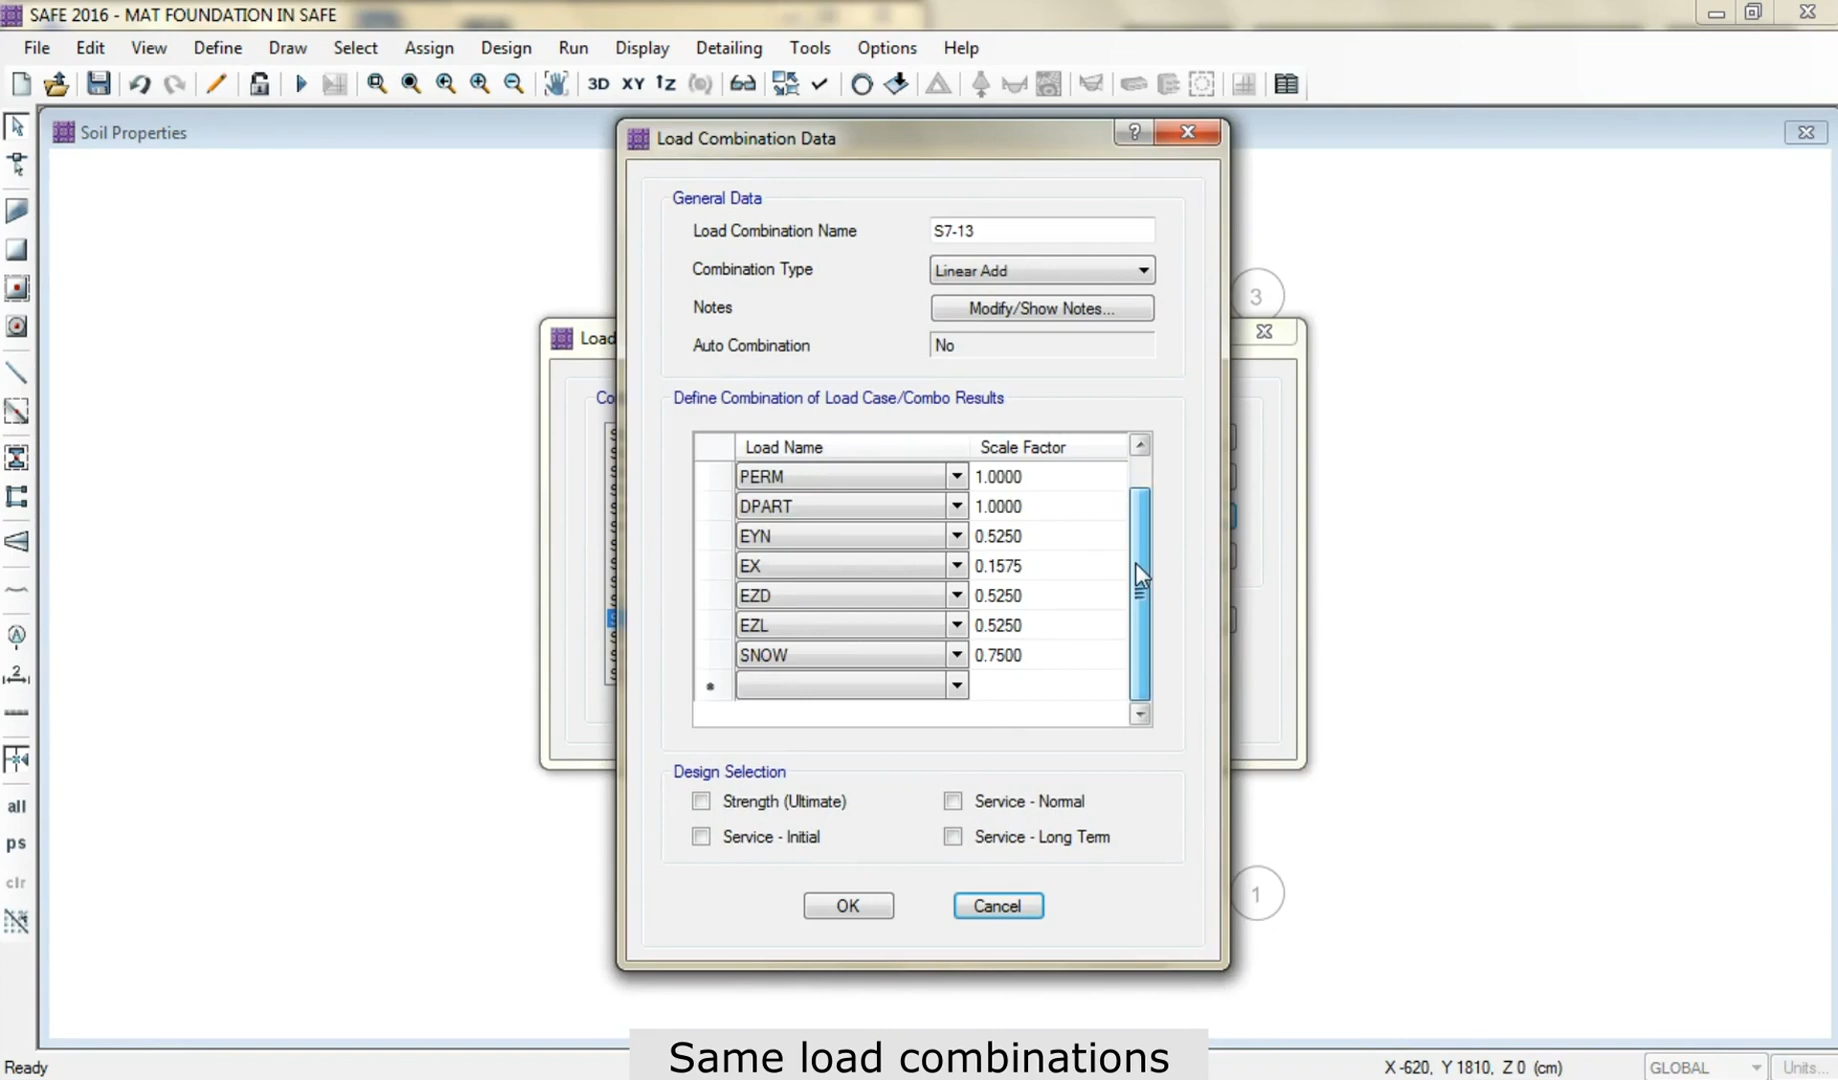 SAFE 2016 - MAT FOUNDATION IN SAFE
File Edit View Define Draw Select Assign Design Run Display Detailing Tools Options Help
3D XY
Soil Properties
Load Combination Data
?
General Data
Load Combination Name S7-13
Combination Type Linear Add
Notes Modify/Show Notes...
Auto Combination No
3
Load
Co
Define Combination of Load Case/Combo Results
Load Name Scale Factor
PERM 1.0000
DPART 1.0000
EYN 0.5250
EX 0.1575
EZD 0.5250
EZL 0.5250
SNOW 0.7500
*
Design Selection
Strength (Ultimate) Service - Normal
Service - Initial Service - Long Term
OK Cancel
1
all
ps
clr
Same load combinations
Ready X -620, Y 1810, Z 0 (cm) GLOBAL Units...